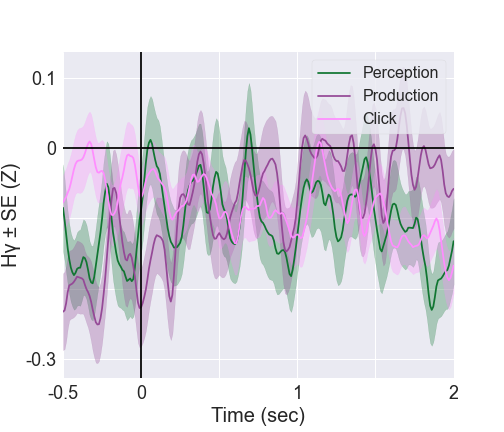 0.1
0
-0.3
Hγ ± SE (Z)
Perception
Production
Click
-0.5
0
1
2
Time (sec)